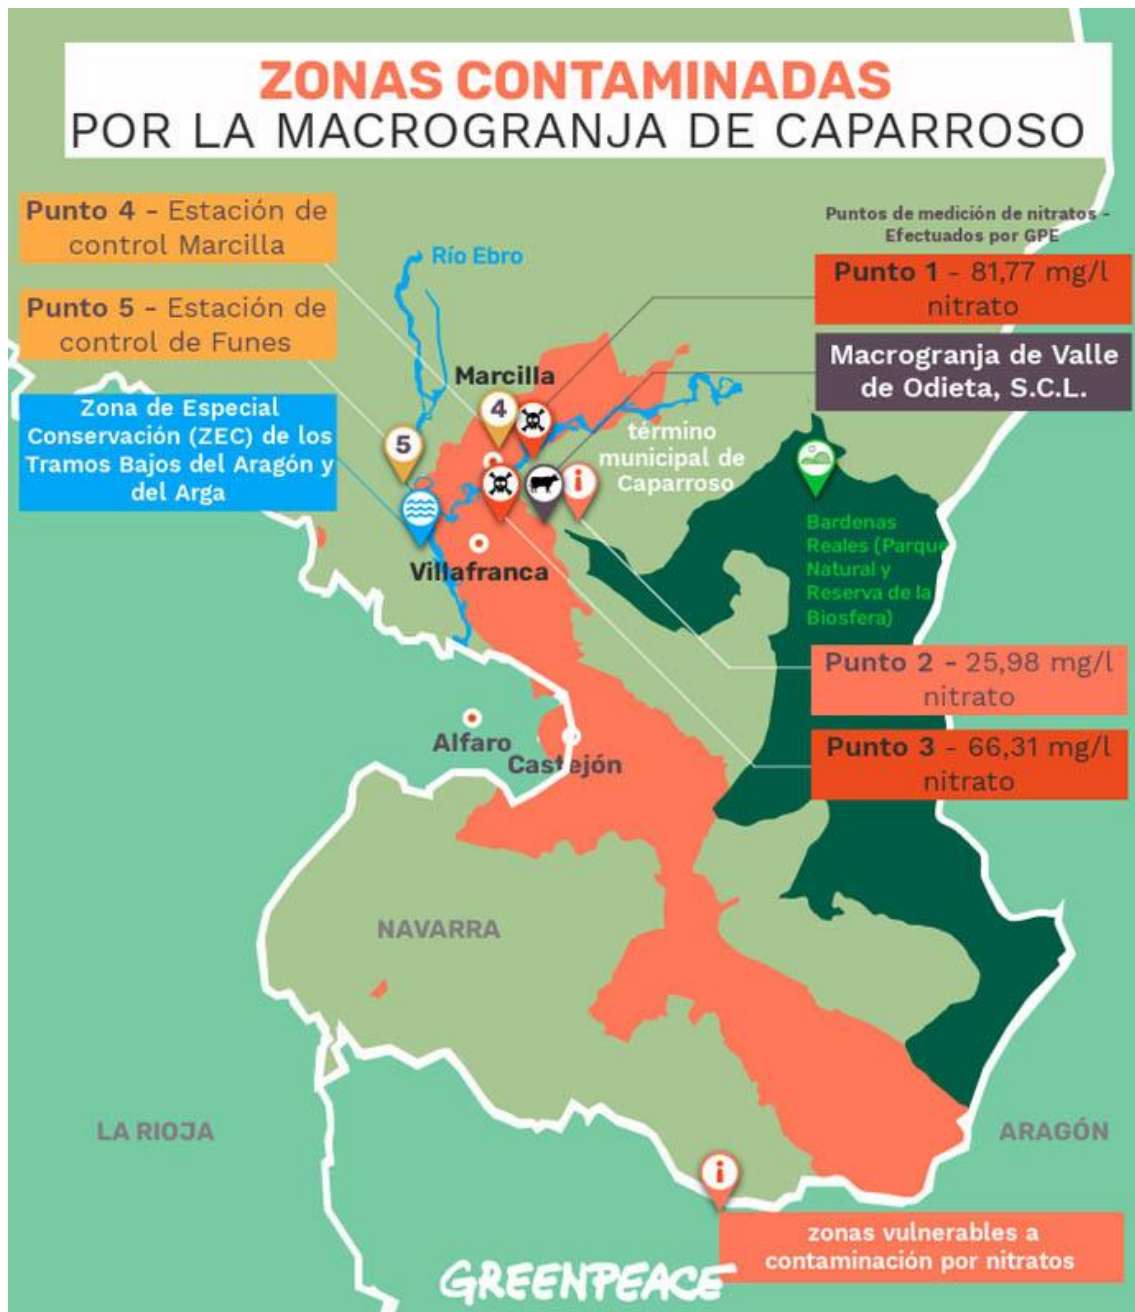 ZONAS CONTAMINADAS
POR LA MACROGRANJA DE CAPARROSO
Punto 4 - Estación de
control Marcilla
Punto 5 - Estación de
control de Funes
Zona de Especial
Conservación (ZEC) de los
Tramos Bajos del Aragón y
del Arga
Río Ebro
Puntos de medición de nitratos -
Efectuados por GPE
Punto 1 - 81,77 mg/l
nitrato
Macrogranja de Valle
de Odieta, S.C.L.
Marcilla
4
5
i
término
municipal de
Caparroso
Villafranca
Bardenas
Reales (Parque
Natural y
Reserva de la
Biosfera)
Punto 2 - 25,98 mg/l
nitrato
Punto 3 - 66,31 mg/l
nitrato
Alfaro
Castejón
NAVARRA
LA RIOJA
ARAGÓN
i
zonas vulnerables a
contaminación por nitratos
GREENPEACE